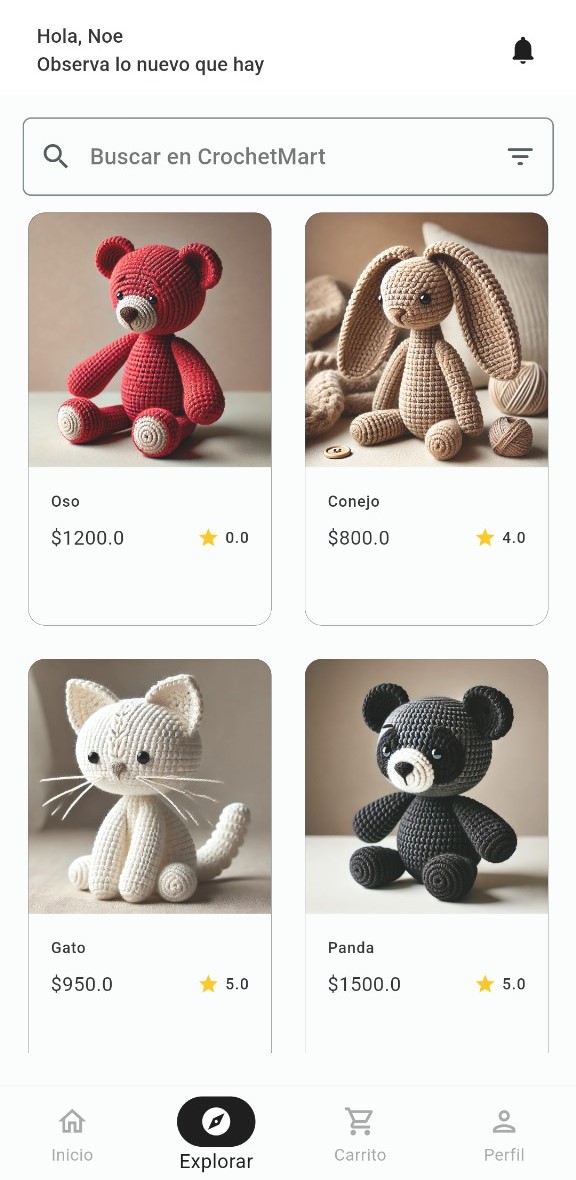 Hola, Noe
Observa lo nuevo que hay
Buscar en CrochetMart
Oso
$1200.0
0.0
Conejo
$800.0
4.0
Gato
$950.0
5.0
Panda
$1500.0
5.0
Inicio
Explorar
Carrito
Perfil